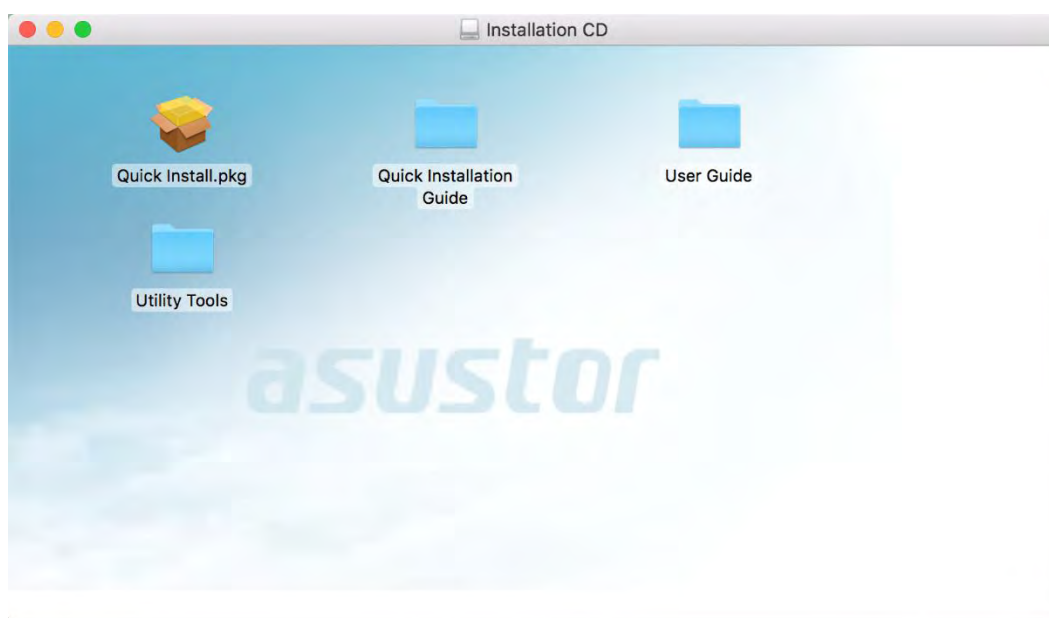 Installation CD
Quick Install.pkg
Quick Installation
Guide
User Guide
Utility Tools
asustor